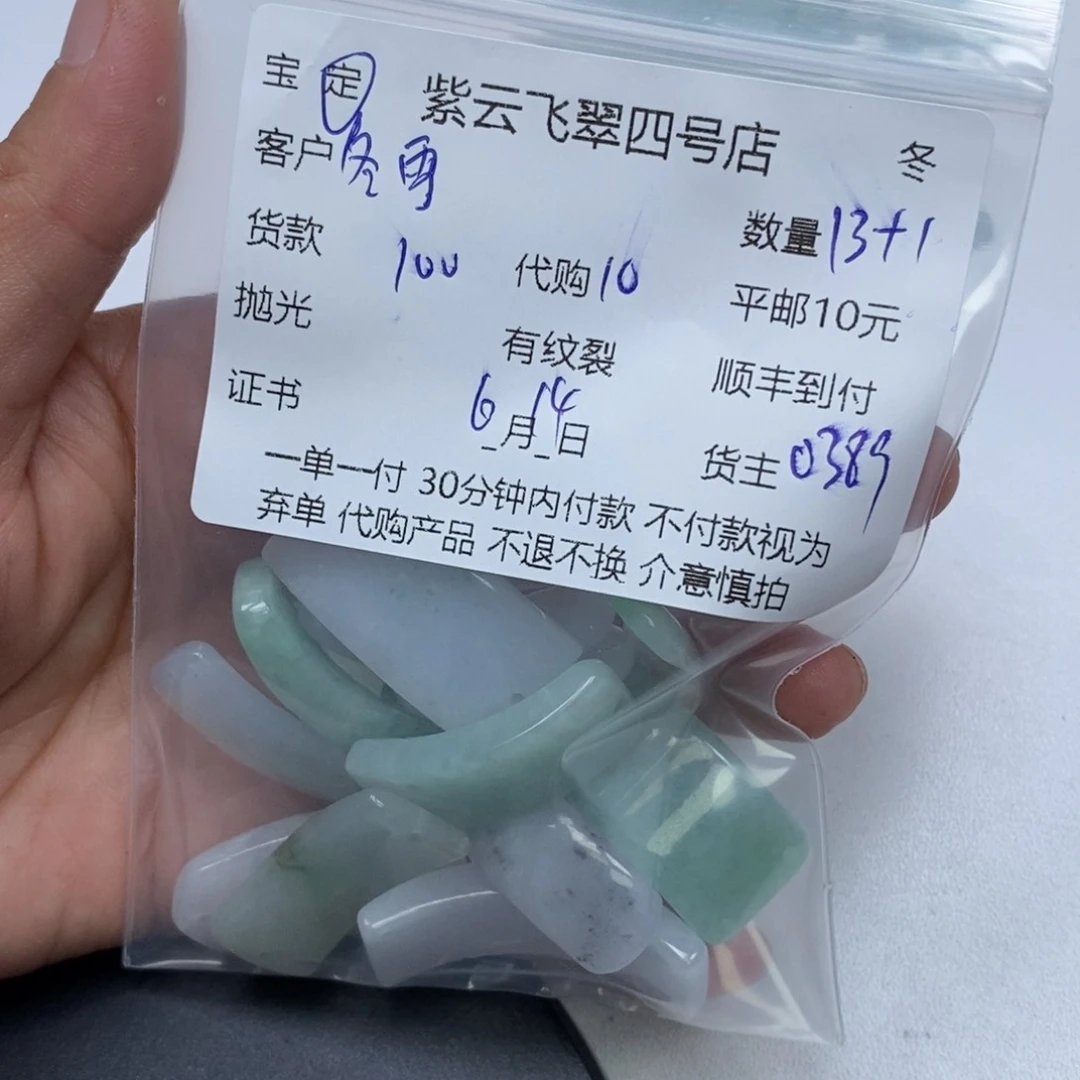 宝 定 紫云飞翠四号店 冬
客户 冬雨 数量 13+1
货款 100 代购 10 平邮10元
抛光 有纹裂 顺丰到付
证书 6月14日 货主 0389
一单一付 30分钟内付款 不付款视为
弃单 代购产品 不退不换 介意慎拍